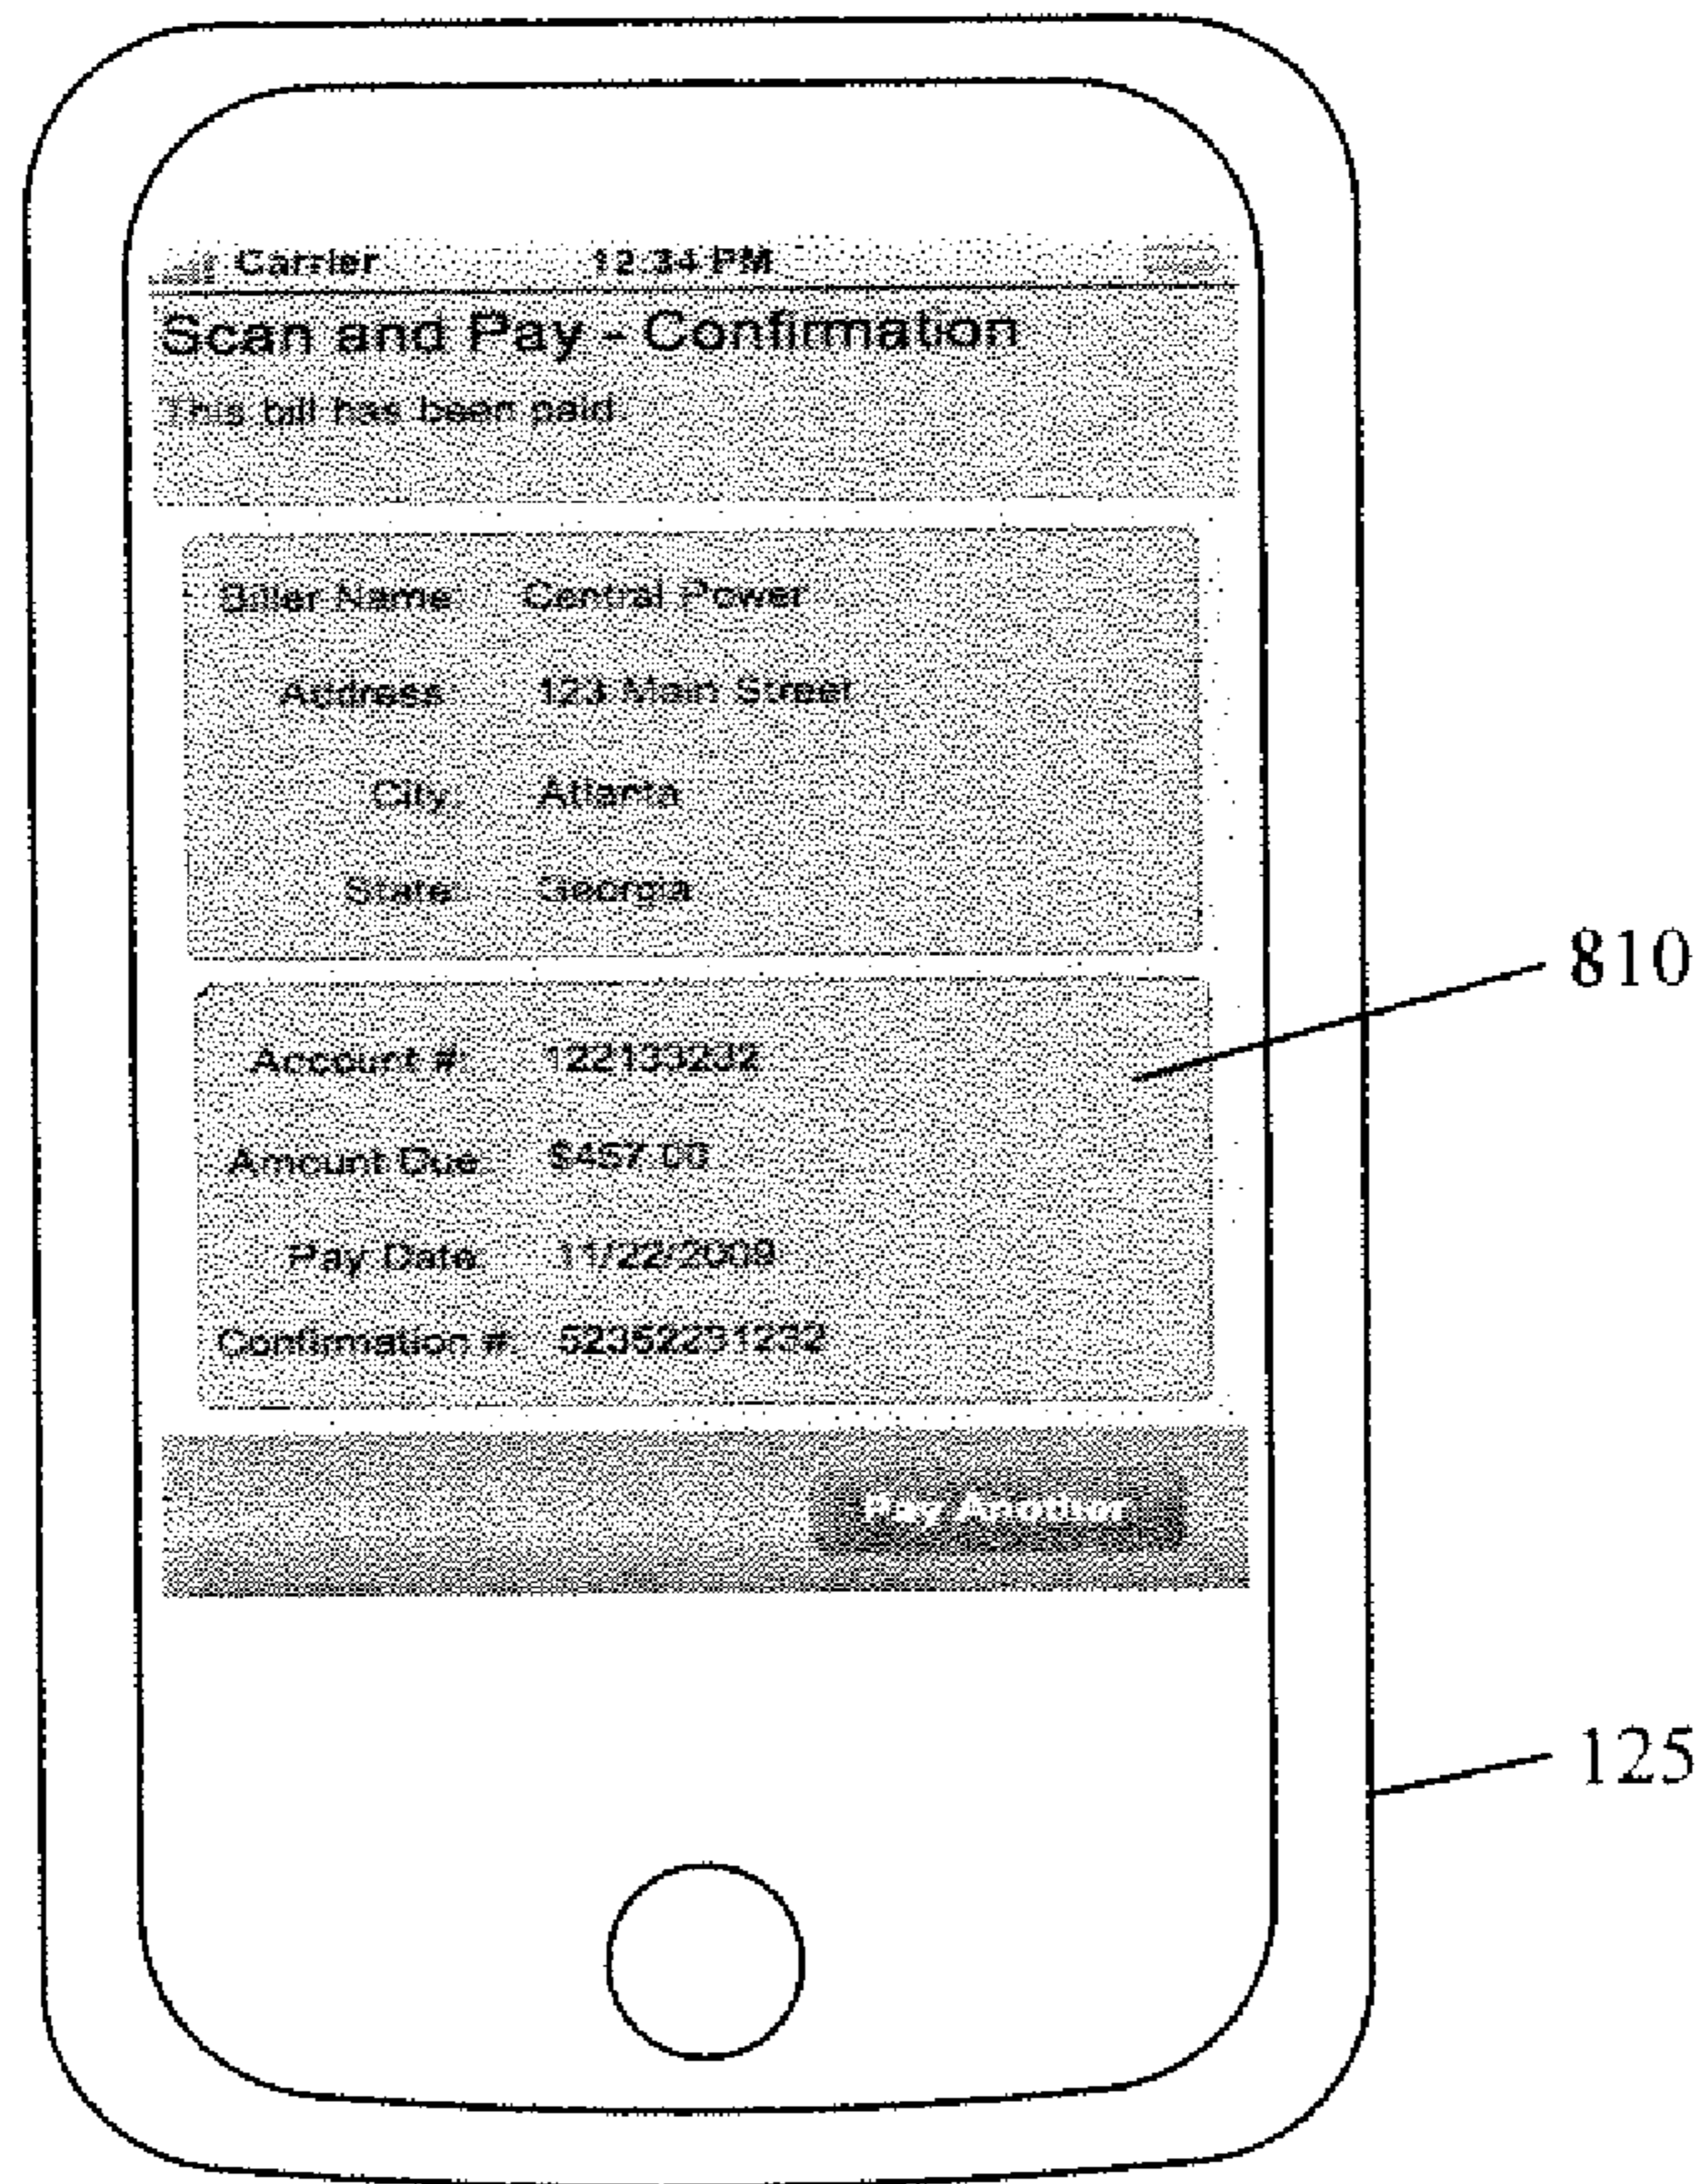 Carrier 12:34 PM
Scan and Pay - Confirmation
This bill has been paid.
Biller Name: Central Power
Address: 123 Main Street
City: Atlanta
State: Georgia
810
Account #: 122133232
Amount Due: $457.00
Pay Date: 11/22/2009
Confirmation #: 52352231232
Pay Another
125